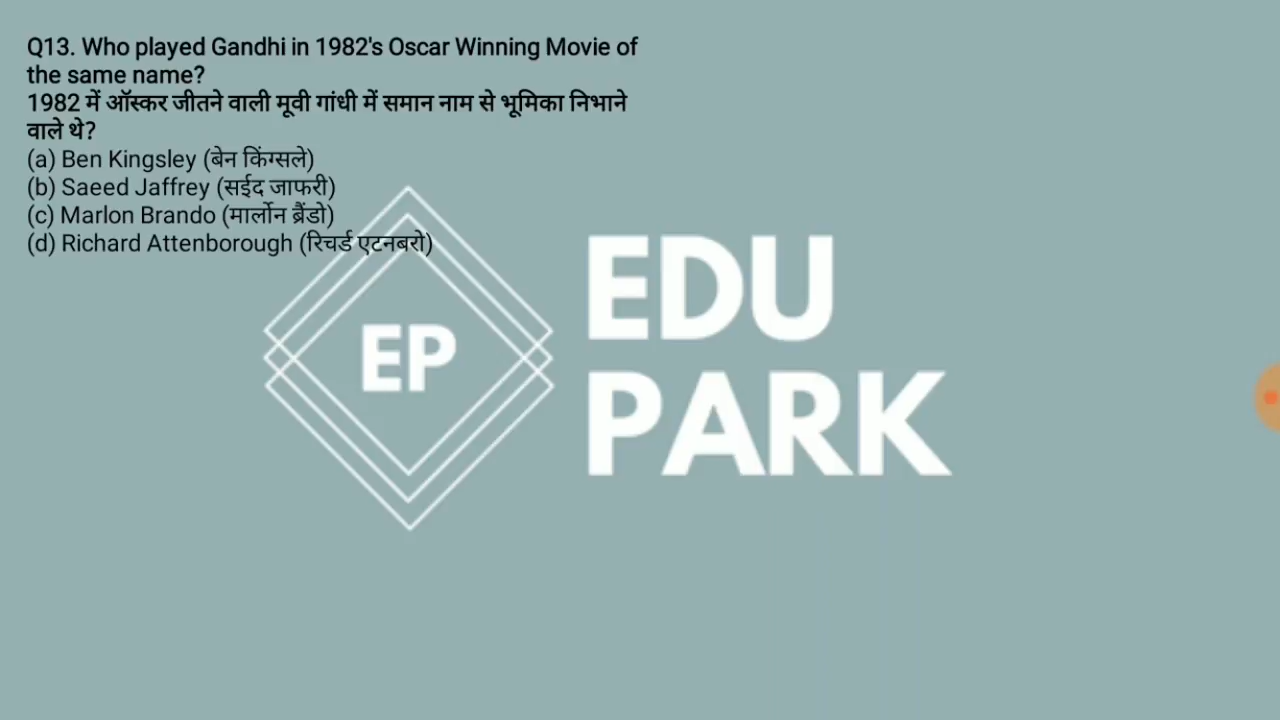 Q13. Who played Gandhi in 1982's Oscar Winning Movie of
the same name?
1982 में ऑस्कर जीतने वाली मूवी गांधी में समान नाम से भूमिका निभाने
वाले थे?
(a) Ben Kingsley (बेन किंग्सले)
(b) Saeed Jaffrey (सईद जाफरी)
(c) Marlon Brando (मार्लोन ब्रैंडो)
(d) Richard Attenborough (रिचर्ड एटनबरो)
EP
EDU
PARK